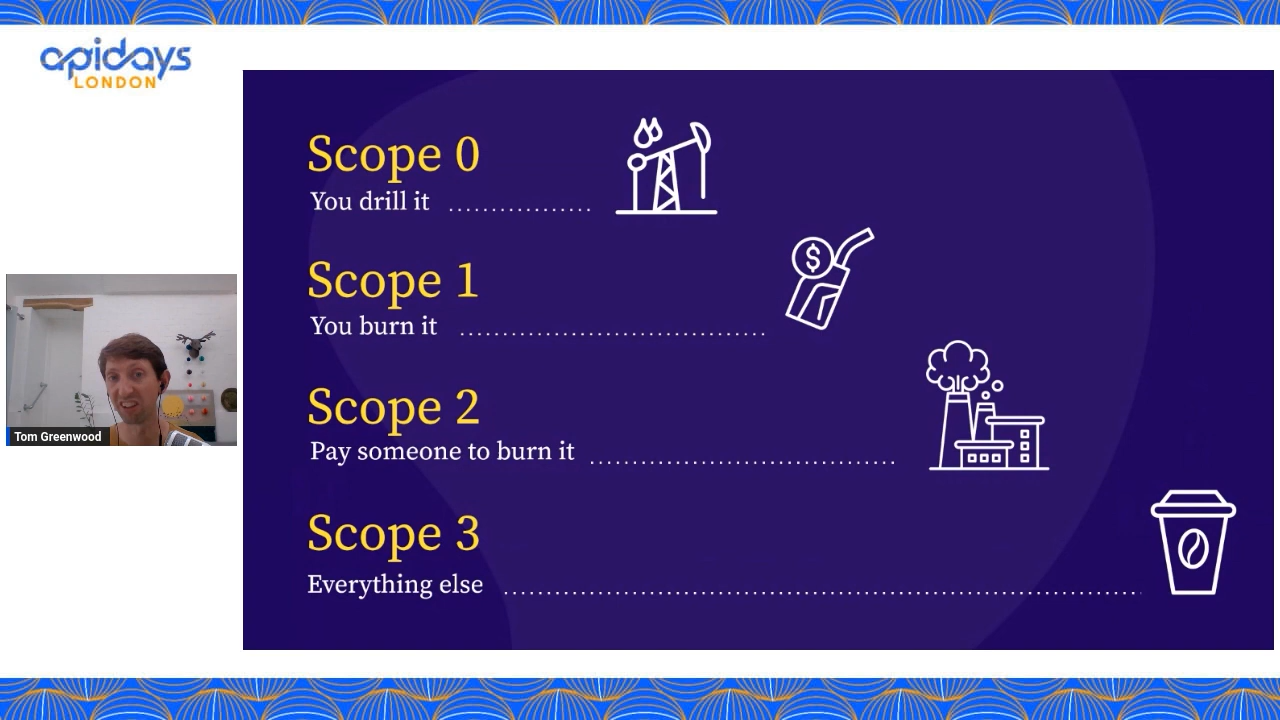 apidays
LONDON
Scope 0
You drill it
Scope 1
You burn it
$
Scope 2
Pay someone to burn it
Scope 3
Everything else
Tom Greenwood